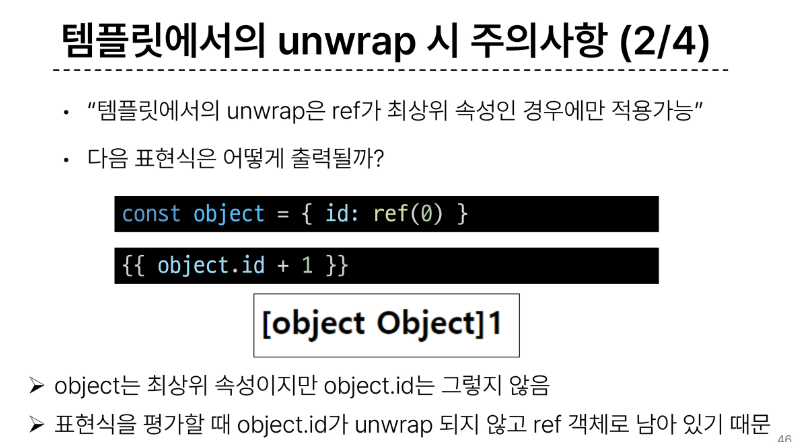 템플릿에서의 unwrap 시 주의사항 (2/4)
• “템플릿에서의 unwrap은 ref가 최상위 속성인 경우에만 적용가능”
• 다음 표현식은 어떻게 출력될까?
const object = { id: ref(0) }
{{ object.id + 1 }}
[object Object]1
➢ object는 최상위 속성이지만 object.id는 그렇지 않음
➢ 표현식을 평가할 때 object.id가 unwrap 되지 않고 ref 객체로 남아 있기 때문
46